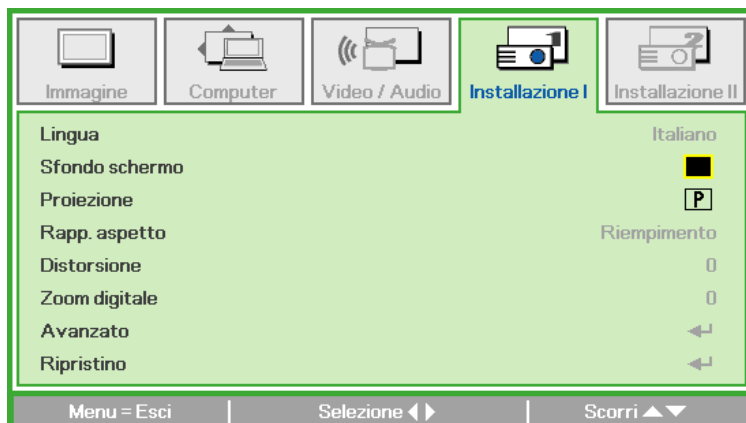 Immagine Computer Video / Audio Installazione I Installazione II
Lingua Italiano
Sfondo schermo
Proiezione P
Rapp. aspetto Riempimento
Distorsione 0
Zoom digitale 0
Avanzato
Ripristino
Menu = Esci Selezione Scorri